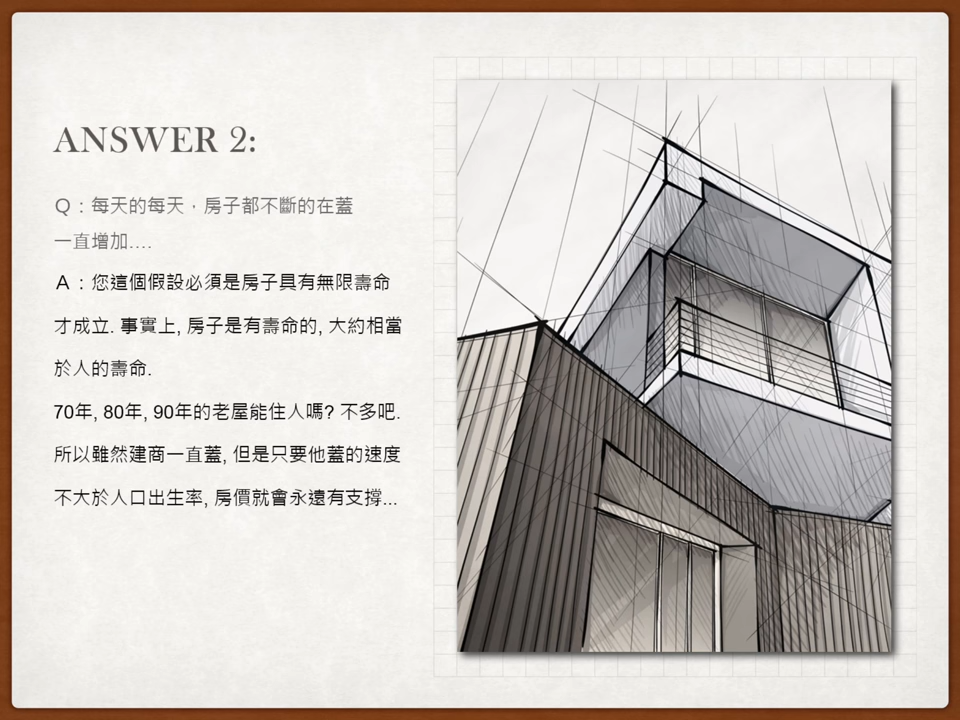 ANSWER 2:
Q：每天的每天，房子都不斷的在蓋
一直增加....
A：您這個假設必須是房子具有無限壽命
才成立. 事實上, 房子是有壽命的, 大約相當
於人的壽命.
70年, 80年, 90年的老屋能住人嗎? 不多吧.
所以雖然建商一直蓋, 但是只要他蓋的速度
不大於人口出生率, 房價就會永遠有支撐...